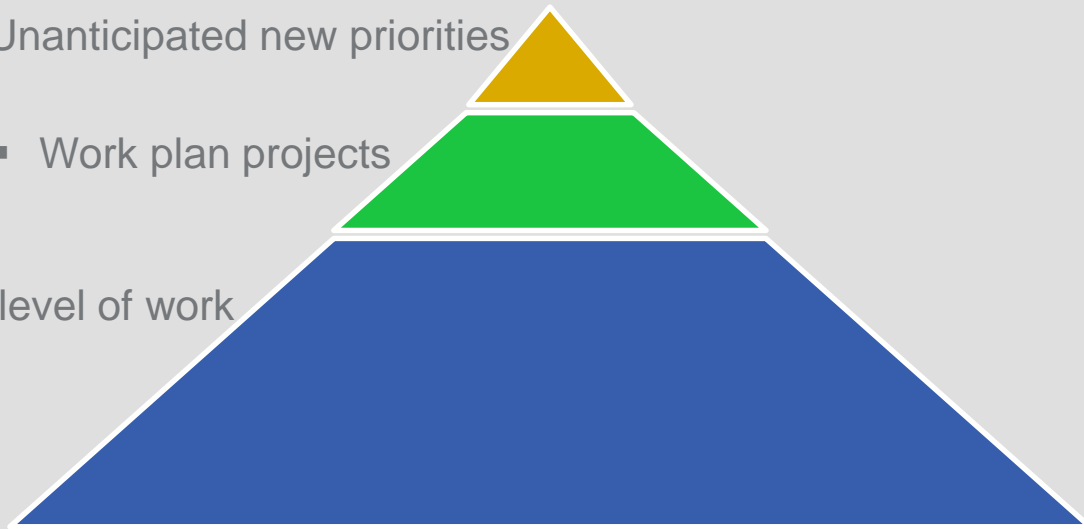 Unanticipated new priorities
▪ Work plan projects
level of work